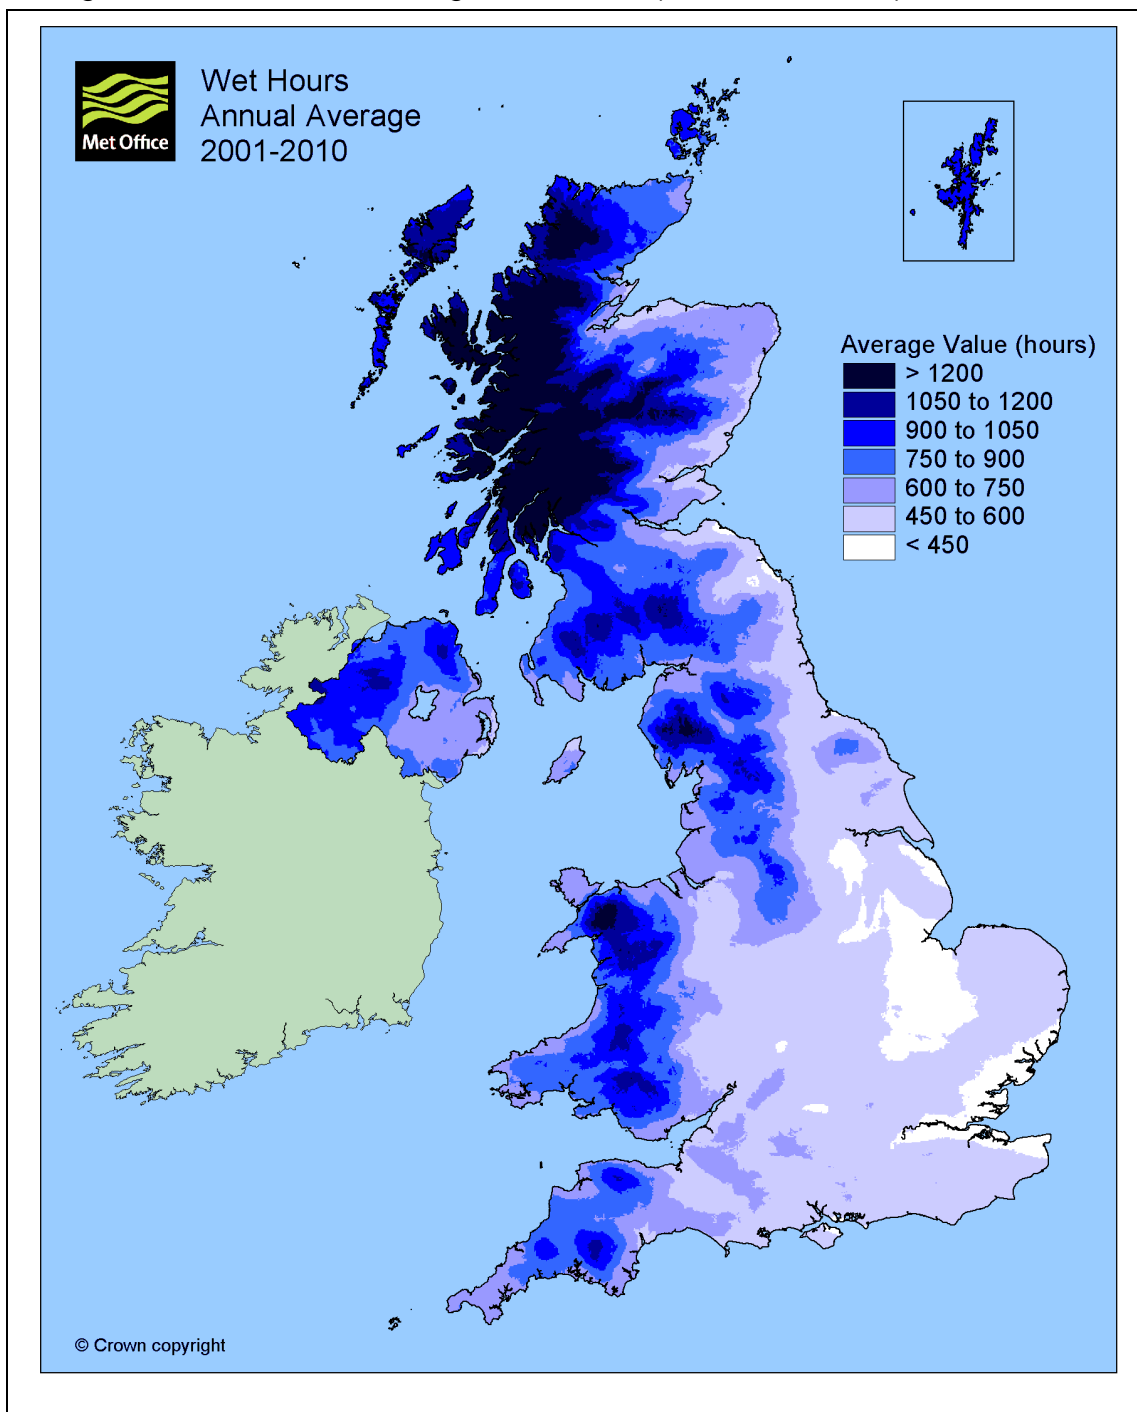 Met Office
Wet Hours
Annual Average
2001-2010
Average Value (hours)
> 1200
1050 to 1200
900 to 1050
750 to 900
600 to 750
450 to 600
< 450
© Crown copyright